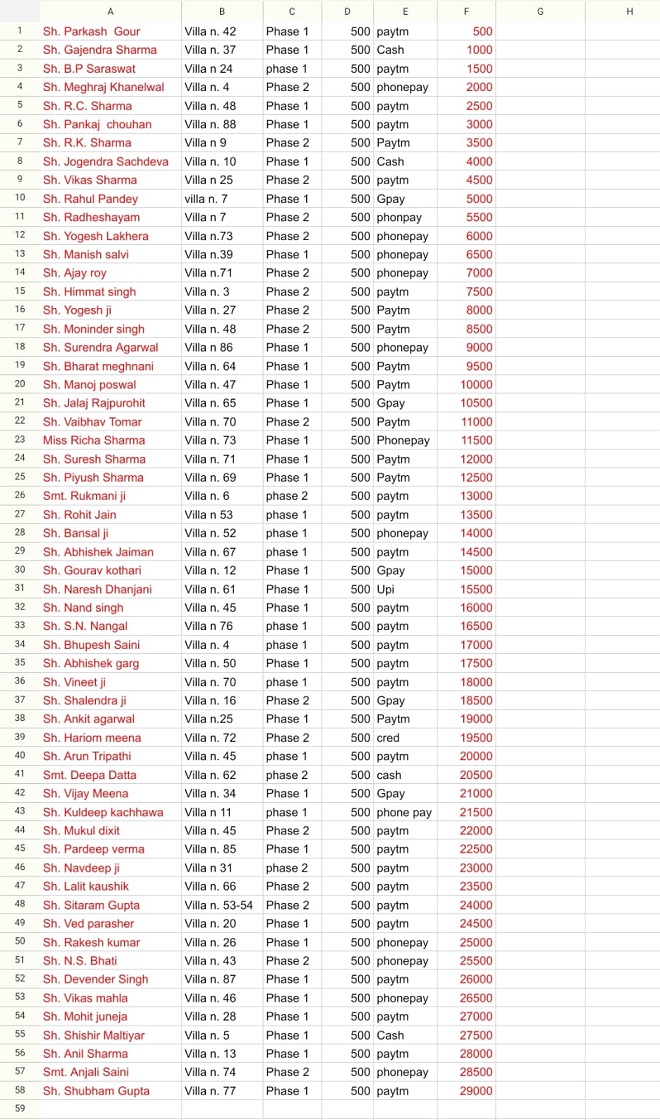 A B C D E F G H
1 Sh. Parkash  Gour Villa n. 42 Phase 1 500 paytm 500
2 Sh. Gajendra Sharma Villa n. 37 Phase 1 500 Cash 1000
3 Sh. B.P Saraswat Villa n 24 phase 1 500 paytm 1500
4 Sh. Meghraj Khanelwal Villa n. 4 Phase 2 500 phonepay 2000
5 Sh. R.C. Sharma Villa n. 48 Phase 1 500 paytm 2500
6 Sh. Pankaj  chouhan Villa n. 88 Phase 1 500 paytm 3000
7 Sh. R.K. Sharma Villa n 9 Phase 2 500 Paytm 3500
8 Sh. Jogendra Sachdeva Villa n. 10 Phase 1 500 Cash 4000
9 Sh. Vikas Sharma Villa n 25 Phase 2 500 paytm 4500
10 Sh. Rahul Pandey villa n. 7 Phase 1 500 Gpay 5000
11 Sh. Radheshayam Villa n 7 Phase 2 500 phonpay 5500
12 Sh. Yogesh Lakhera Villa n.73 Phase 2 500 phonepay 6000
13 Sh. Manish salvi Villa n.39 Phase 1 500 phonepay 6500
14 Sh. Ajay roy Villa n.71 Phase 2 500 phonepay 7000
15 Sh. Himmat singh Villa n. 3 Phase 2 500 paytm 7500
16 Sh. Yogesh ji Villa n. 27 Phase 2 500 Paytm 8000
17 Sh. Moninder singh Villa n. 48 Phase 2 500 Paytm 8500
18 Sh. Surendra Agarwal Villa n 86 Phase 1 500 phonepay 9000
19 Sh. Bharat meghnani Villa n. 64 Phase 1 500 Paytm 9500
20 Sh. Manoj poswal Villa n. 47 Phase 1 500 Paytm 10000
21 Sh. Jalaj Rajpurohit Villa n. 65 Phase 1 500 Gpay 10500
22 Sh. Vaibhav Tomar Villa n. 70 Phase 2 500 Paytm 11000
23 Miss Richa Sharma Villa n. 73 Phase 1 500 Phonepay 11500
24 Sh. Suresh Sharma Villa n. 71 Phase 1 500 Paytm 12000
25 Sh. Piyush Sharma Villa n. 69 Phase 1 500 Paytm 12500
26 Smt. Rukmani ji Villa n. 6 phase 2 500 paytm 13000
27 Sh. Rohit Jain Villa n 53 phase 1 500 paytm 13500
28 Sh. Bansal ji Villa n. 52 phase 1 500 phonepay 14000
29 Sh. Abhishek Jaiman Villa n. 67 phase 1 500 paytm 14500
30 Sh. Gourav kothari Villa n. 12 Phase 1 500 Gpay 15000
31 Sh. Naresh Dhanjani Villa n. 61 Phase 1 500 Upi 15500
32 Sh. Nand singh Villa n. 45 Phase 1 500 paytm 16000
33 Sh. S.N. Nangal Villa n 76 phase 1 500 paytm 16500
34 Sh. Bhupesh Saini Villa n. 4 phase 1 500 paytm 17000
35 Sh. Abhishek garg Villa n. 50 Phase 1 500 paytm 17500
36 Sh. Vineet ji Villa n. 70 phase 1 500 paytm 18000
37 Sh. Shalendra ji Villa n. 16 Phase 2 500 Gpay 18500
38 Sh. Ankit agarwal Villa n.25 Phase 1 500 Paytm 19000
39 Sh. Hariom meena Villa n. 72 Phase 2 500 cred 19500
40 Sh. Arun Tripathi Villa n. 45 phase 1 500 paytm 20000
41 Smt. Deepa Datta Villa n. 62 phase 2 500 cash 20500
42 Sh. Vijay Meena Villa n. 34 Phase 1 500 Gpay 21000
43 Sh. Kuldeep kachhawa Villa n 11 phase 1 500 phone pay 21500
44 Sh. Mukul dixit Villa n. 45 Phase 2 500 paytm 22000
45 Sh. Pardeep verma Villa n. 85 Phase 1 500 paytm 22500
46 Sh. Navdeep ji Villa n 31 phase 2 500 paytm 23000
47 Sh. Lalit kaushik Villa n. 66 Phase 2 500 paytm 23500
48 Sh. Sitaram Gupta Villa n. 53-54 Phase 2 500 paytm 24000
49 Sh. Ved parasher Villa n. 20 Phase 1 500 paytm 24500
50 Sh. Rakesh kumar Villa n. 26 Phase 1 500 phonepay 25000
51 Sh. N.S. Bhati Villa n. 43 Phase 2 500 phonepay 25500
52 Sh. Devender Singh Villa n. 87 Phase 1 500 paytm 26000
53 Sh. Vikas mahla Villa n. 46 Phase 1 500 phonepay 26500
54 Sh. Mohit juneja Villa n. 28 Phase 1 500 paytm 27000
55 Sh. Shishir Maltiyar Villa n. 5 Phase 1 500 Cash 27500
56 Sh. Anil Sharma Villa n. 13 Phase 1 500 paytm 28000
57 Smt. Anjali Saini Villa n. 74 Phase 2 500 phonepay 28500
58 Sh. Shubham Gupta Villa n. 77 Phase 1 500 paytm 29000
59